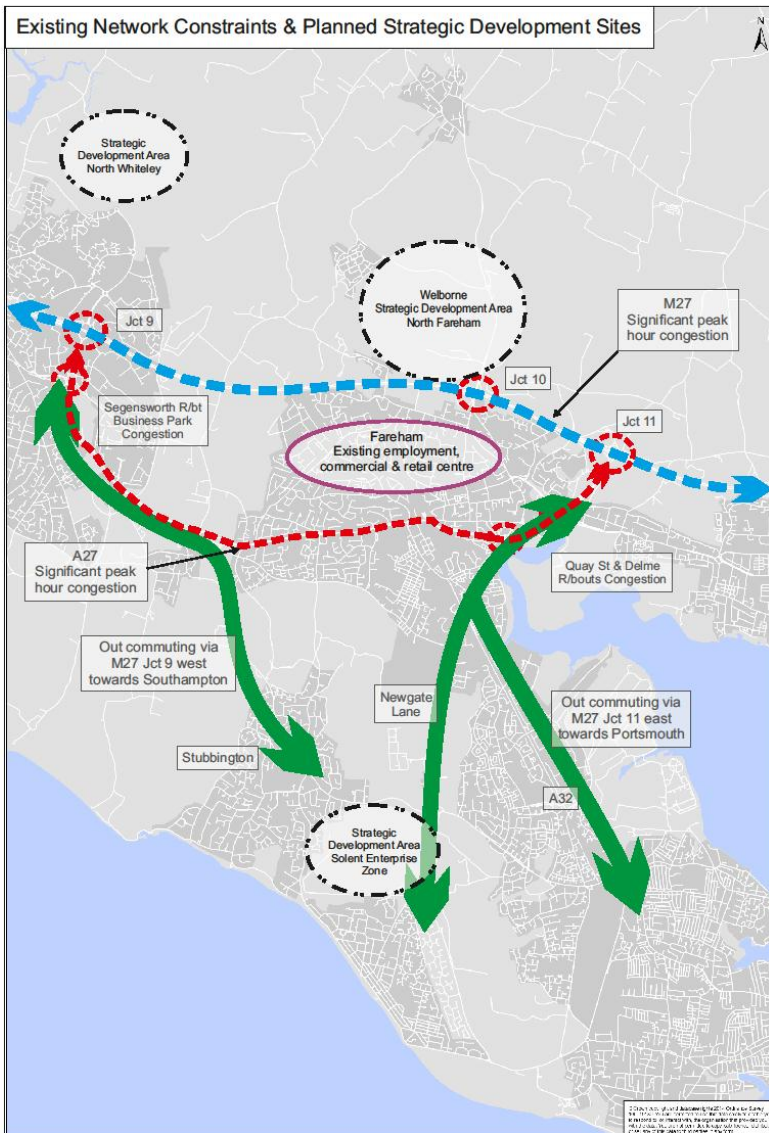 Existing Network Constraints & Planned Strategic Development Sites
N
Strategic
Development Area
North Whiteley
Welborne
Strategic Development Area
North Fareham
M27
Significant peak
hour congestion
Jct 9
Jct 10
Jct 11
Segensworth R/bt
Business Park
Congestion
Fareham
Existing employment,
commercial & retail centre
A27
Significant peak
hour congestion
Quay St & Delme
R/bouts Congestion
Out commuting via
M27 Jct 9 west
towards Southampton
Newgate
Lane
Out commuting via
M27 Jct 11 east
towards Portsmouth
Stubbington
A32
Strategic
Development Area
Solent Enterprise
Zone